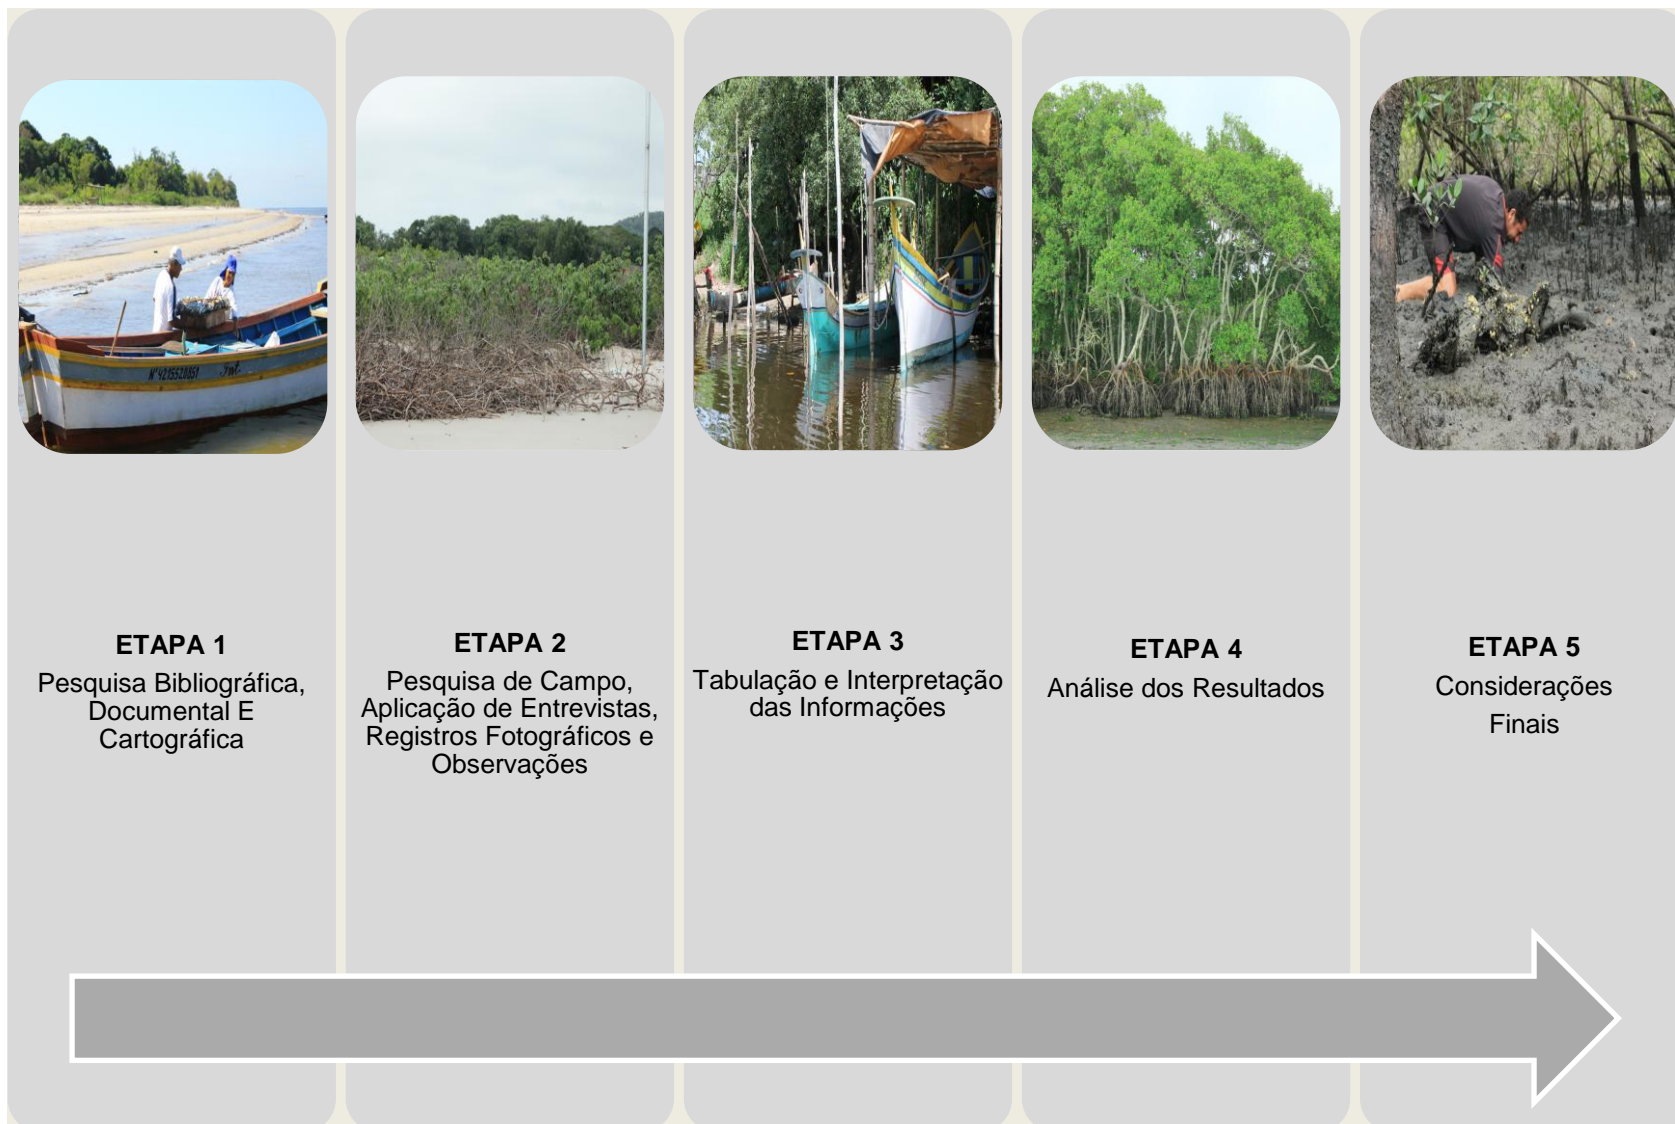 N°4215520851
ETAPA 1
Pesquisa Bibliográfica,
Documental E
Cartográfica
ETAPA 2
Pesquisa de Campo,
Aplicação de Entrevistas,
Registros Fotográficos e
Observações
ETAPA 3
Tabulação e Interpretação
das Informações
ETAPA 4
Análise dos Resultados
ETAPA 5
Considerações
Finais